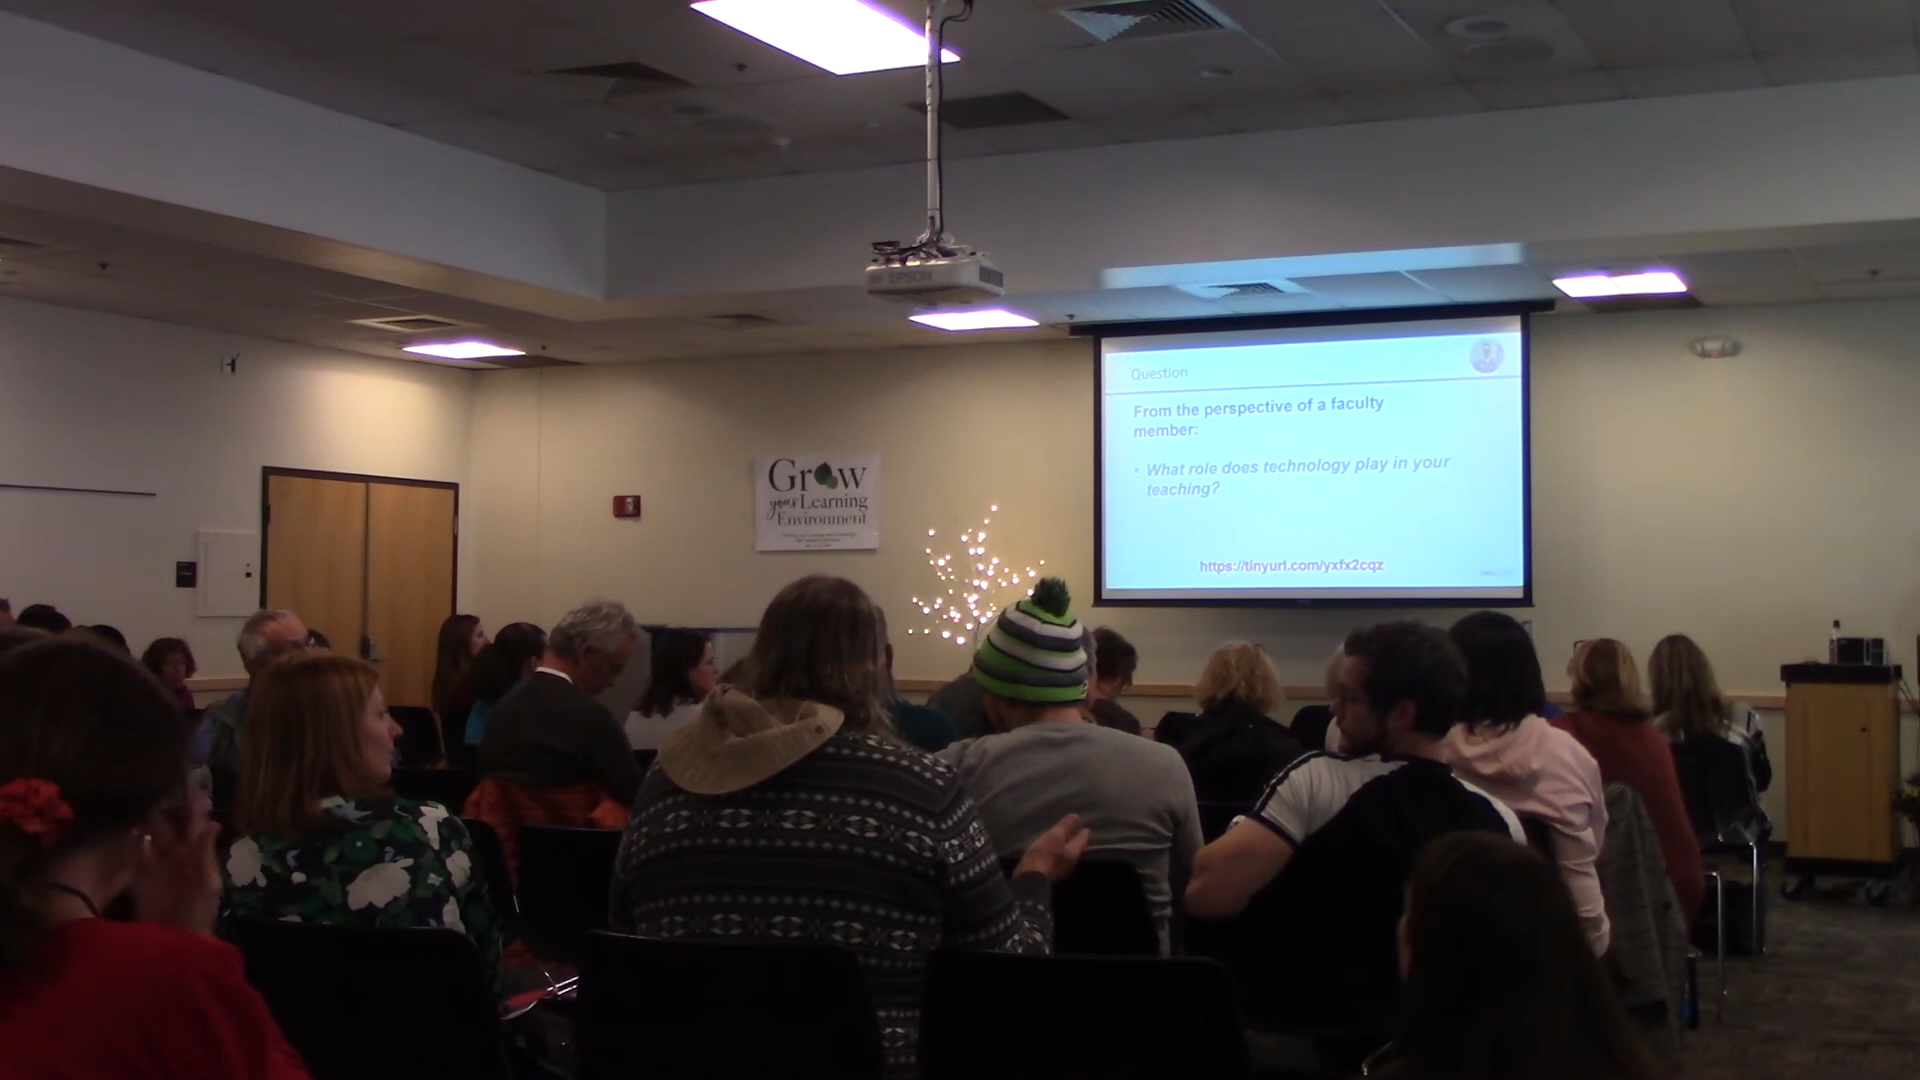 EPSON
Question
From the perspective of a faculty
member:
• What role does technology play in your
teaching?
https://tinyurl.com/yxfx2cqz
Grow
your Learning
Environment